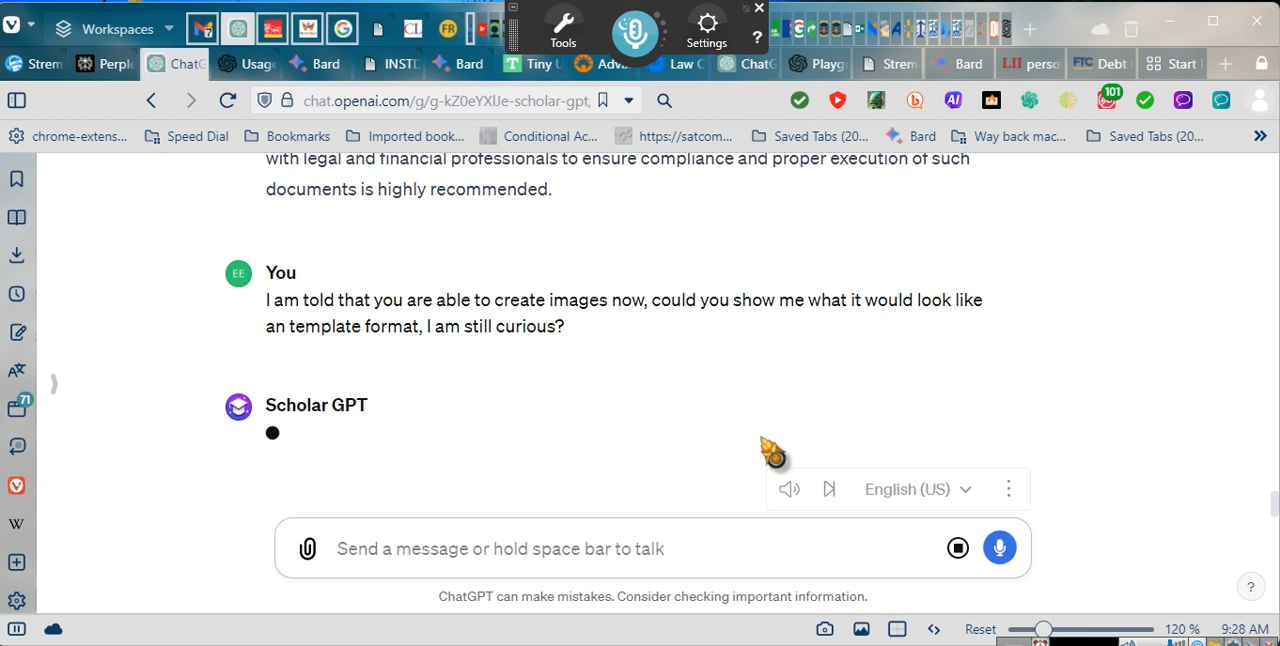 Workspaces
Tools
Settings
?
Strem
Perple
ChatG
Usage
Bard
INSTD
Bard
Tiny U
Adva
Law C
ChatG
Playg
Strem
Bard
LII perso
FTC Debt
Start
chat.openai.com/g/g-kZ0eYXlJe-scholar-gpt,
101
chrome-extens...
Speed Dial
Bookmarks
Imported book...
Conditional Ac...
https://satcom...
Saved Tabs (20...
Bard
Way back mac...
Saved Tabs (20...
with legal and financial professionals to ensure compliance and proper execution of such
documents is highly recommended.
EE
You
I am told that you are able to create images now, could you show me what it would look like
an template format, I am still curious?
71
Scholar GPT
English (US)
Send a message or hold space bar to talk
ChatGPT can make mistakes. Consider checking important information.
?
Reset
120 %
9:28 AM